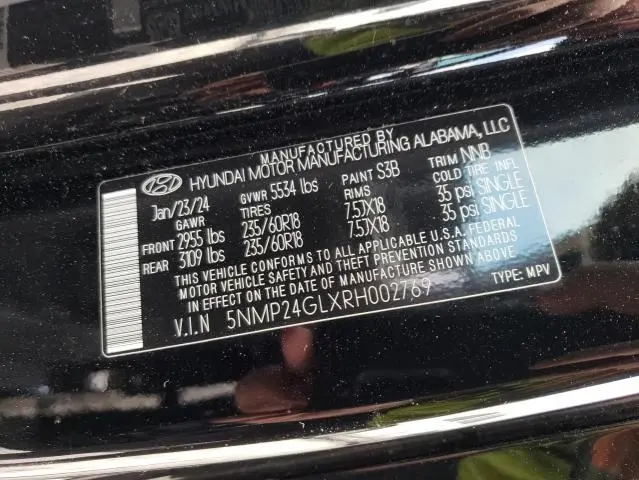 MANUFACTURED BY
HYUNDAI MOTOR MANUFACTURING ALABAMA, LLC
Jan/23/24 GVWR 5534 lbs PAINT S3B TRIM NNB
GAWR TIRES RIMS COLD TIRE INFL
FRONT 2955 lbs 235/60R18 7.5JX18 35 psi SINGLE
REAR 3109 lbs 235/60R18 7.5JX18 35 psi SINGLE
THIS VEHICLE CONFORMS TO ALL APPLICABLE U.S.A. FEDERAL
MOTOR VEHICLE SAFETY AND THEFT PREVENTION STANDARDS
IN EFFECT ON THE DATE OF MANUFACTURE SHOWN ABOVE
V.I.N 5NMP24GLXRH002769 TYPE: MPV